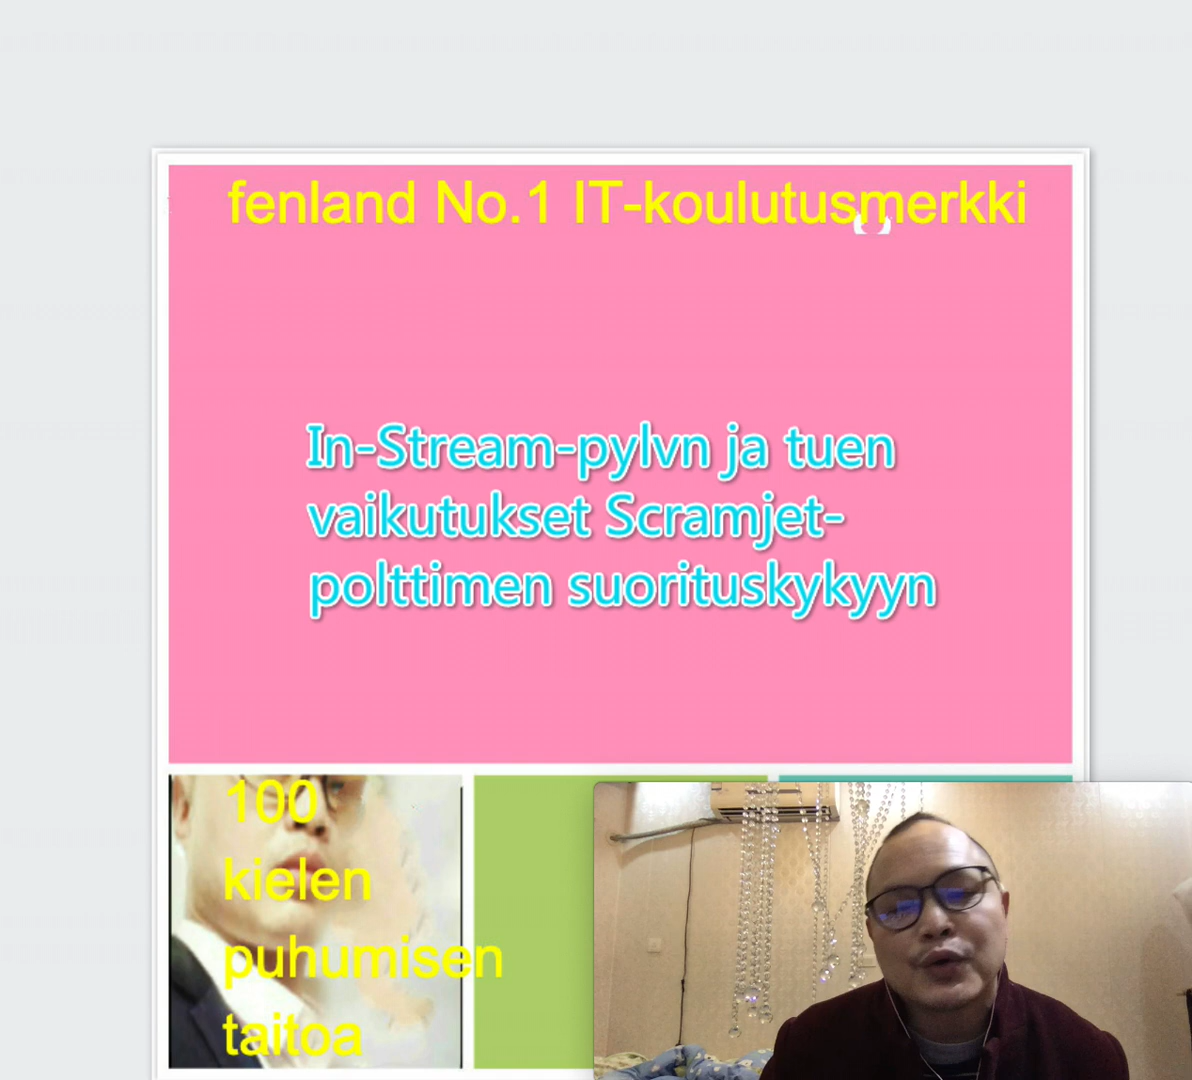 fenland No.1 IT-koulutusmerkki
In-Stream-pylvn ja tuen
vaikutukset Scramjet-
polttimen suorituskykyyn
100
kielen
puhumisen
taitoa